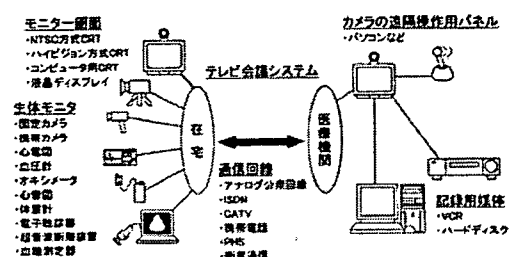 モニター画面
・NTSC方式CRT
・ハイビジョン方式CRT
・コンピュータ用CRT
・液晶ディスプレイ
生体モニタ
・固定カメラ
・携帯カメラ
・心電図
・血圧計
・オキシメータ
・心音図
・体重計
・電子聴診器
・超音波断層装置
・血糖測定器
在宅
テレビ会議システム
通信回線
・アナログ公衆回線
・ISDN
・CATV
・携帯電話
・PHS
・衛星通信
医療機関
カメラの遠隔操作用パネル
・パソコンなど
記録用媒体
・VCR
・ハードディスク